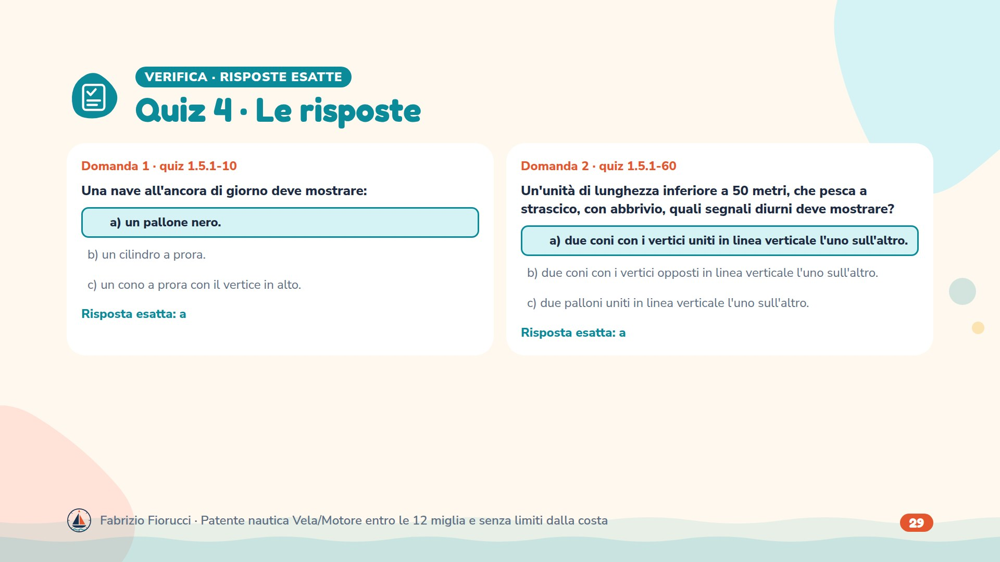 VERIFICA · RISPOSTE ESATTE
Quiz 4 · Le risposte
Domanda 1 · quiz 1.5.1-10
Una nave all'ancora di giorno deve mostrare:
a) un pallone nero.
b) un cilindro a prora.
c) un cono a prora con il vertice in alto.
Risposta esatta: a
Domanda 2 · quiz 1.5.1-60
Un'unità di lunghezza inferiore a 50 metri, che pesca a
strascico, con abbrivio, quali segnali diurni deve mostrare?
a) due coni con i vertici uniti in linea verticale l'uno sull'altro.
b) due coni con i vertici opposti in linea verticale l'uno sull'altro.
c) due palloni uniti in linea verticale l'uno sull'altro.
Risposta esatta: a
Fabrizio Fiorucci · Patente nautica Vela/Motore entro le 12 miglia e senza limiti dalla costa
29